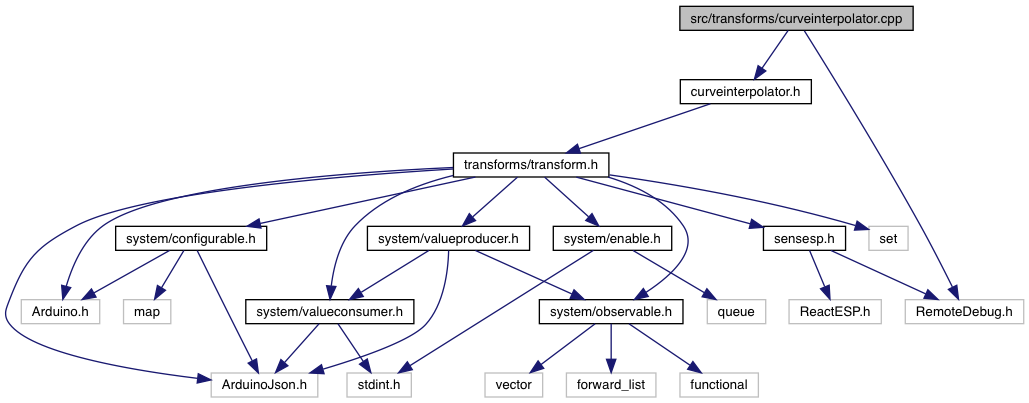 src/transforms/curveinterpolator.cpp
curveinterpolator.h
transforms/transform.h
system/configurable.h
system/valueproducer.h
system/enable.h
sensesp.h
set
Arduino.h
map
system/valueconsumer.h
system/observable.h
queue
ReactESP.h
RemoteDebug.h
ArduinoJson.h
stdint.h
vector
forward_list
functional